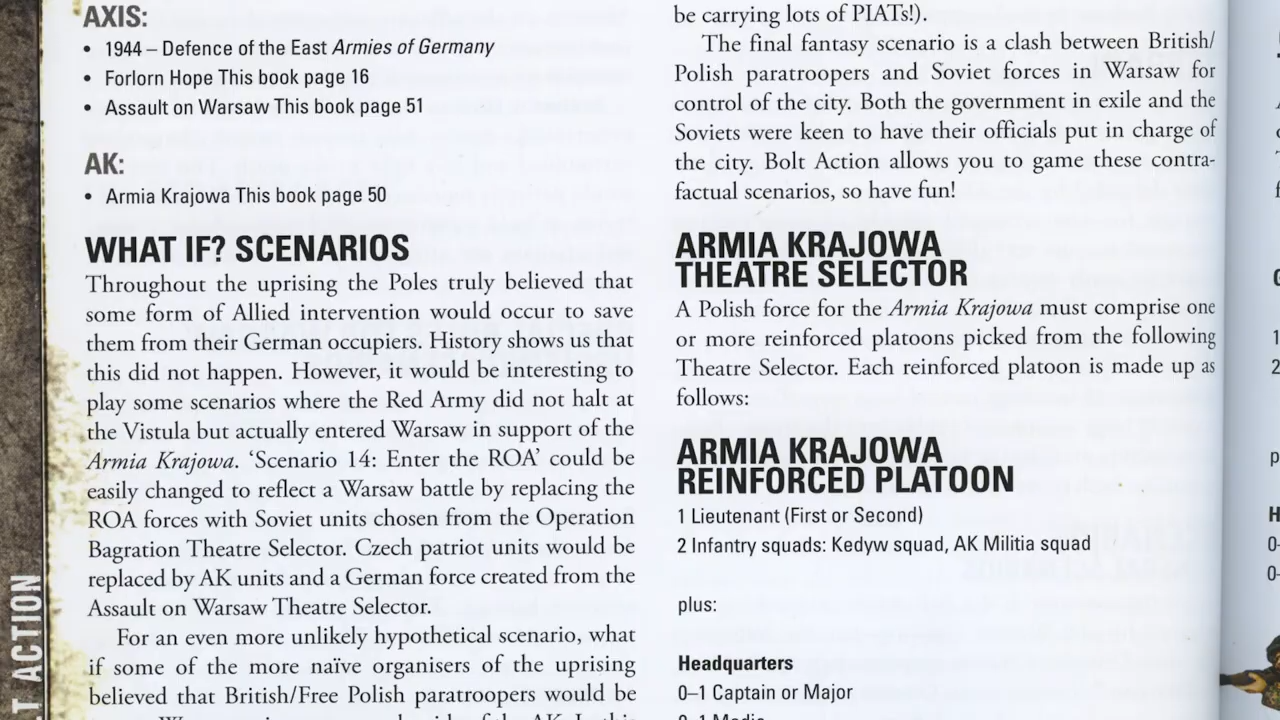 AXIS:
• 1944 – Defence of the East Armies of Germany
• Forlorn Hope This book page 16
• Assault on Warsaw This book page 51
AK:
• Armia Krajowa This book page 50
WHAT IF? SCENARIOS
Throughout the uprising the Poles truly believed that
some form of Allied intervention would occur to save
them from their German occupiers. History shows us that
this did not happen. However, it would be interesting to
play some scenarios where the Red Army did not halt at
the Vistula but actually entered Warsaw in support of the
Armia Krajowa. ‘Scenario 14: Enter the ROA’ could be
easily changed to reflect a Warsaw battle by replacing the
ROA forces with Soviet units chosen from the Operation
Bagration Theatre Selector. Czech patriot units would be
replaced by AK units and a German force created from the
Assault on Warsaw Theatre Selector.
For an even more unlikely hypothetical scenario, what
if some of the more naïve organisers of the uprising
believed that British/Free Polish paratroopers would be
be carrying lots of PIATs!).
The final fantasy scenario is a clash between British/
Polish paratroopers and Soviet forces in Warsaw for
control of the city. Both the government in exile and the
Soviets were keen to have their officials put in charge of
the city. Bolt Action allows you to game these contra-
factual scenarios, so have fun!
ARMIA KRAJOWA
THEATRE SELECTOR
A Polish force for the Armia Krajowa must comprise one
or more reinforced platoons picked from the following
Theatre Selector. Each reinforced platoon is made up as
follows:
ARMIA KRAJOWA
REINFORCED PLATOON
1 Lieutenant (First or Second)
2 Infantry squads: Kedyw squad, AK Militia squad
plus:
Headquarters
0–1 Captain or Major
0–1 Medic
T ACTION